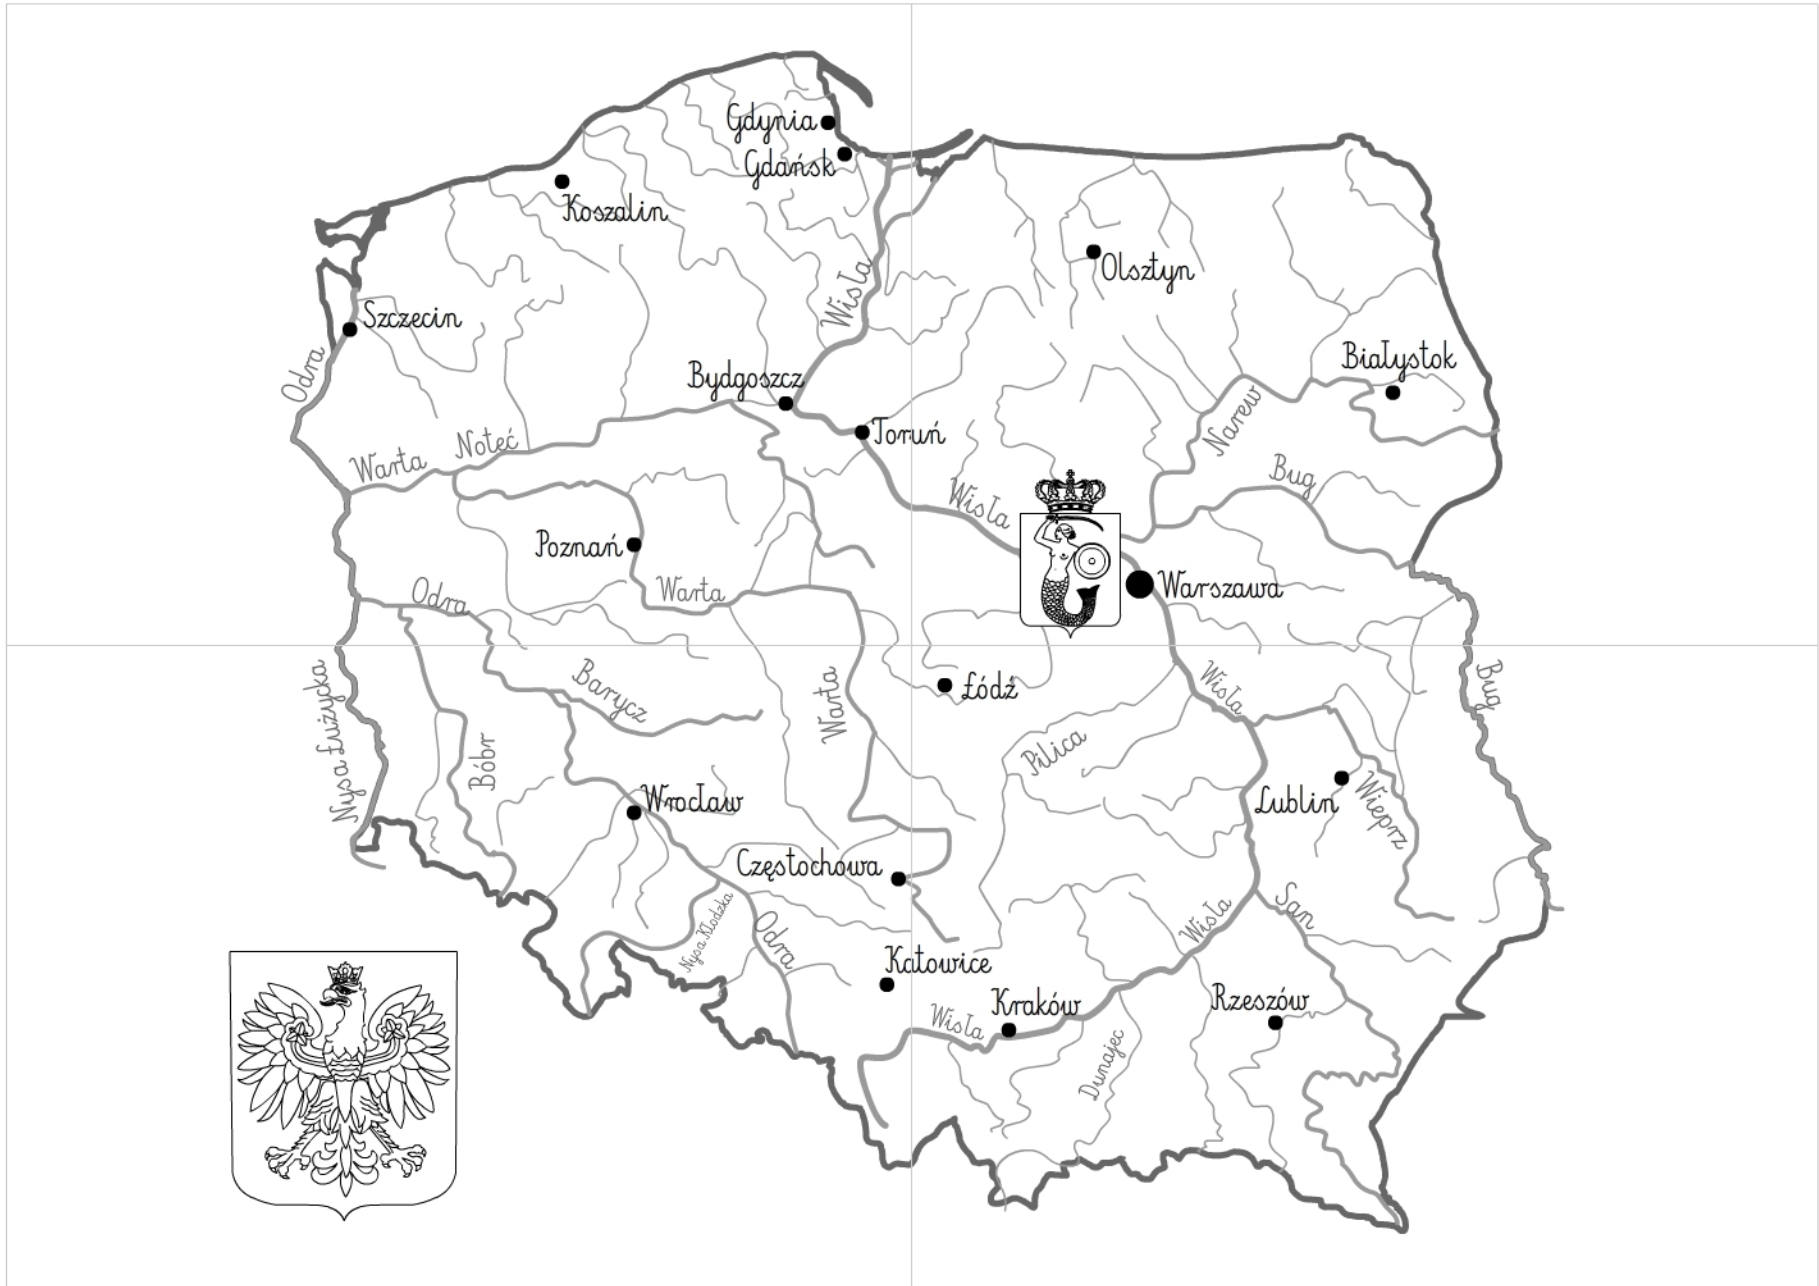 Gdynia
Gdańsk
Koszalin
Wisła
Olsztyn
Szczecin
Odra
Białystok
Bydgoszcz
Toruń
Narew
Warta
Noteć
Bug
Wisła
Poznań
Warta
Warszawa
Odra
Nysa Łużycka
Barycz
Warta
Łódź
Wisła
Bug
Bóbr
Pilica
Wrocław
Lublin
Wieprz
Częstochowa
Nysa Kłodzka
Odra
Wisła
San
Katowice
Wisła
Kraków
Rzeszów
Dunajec